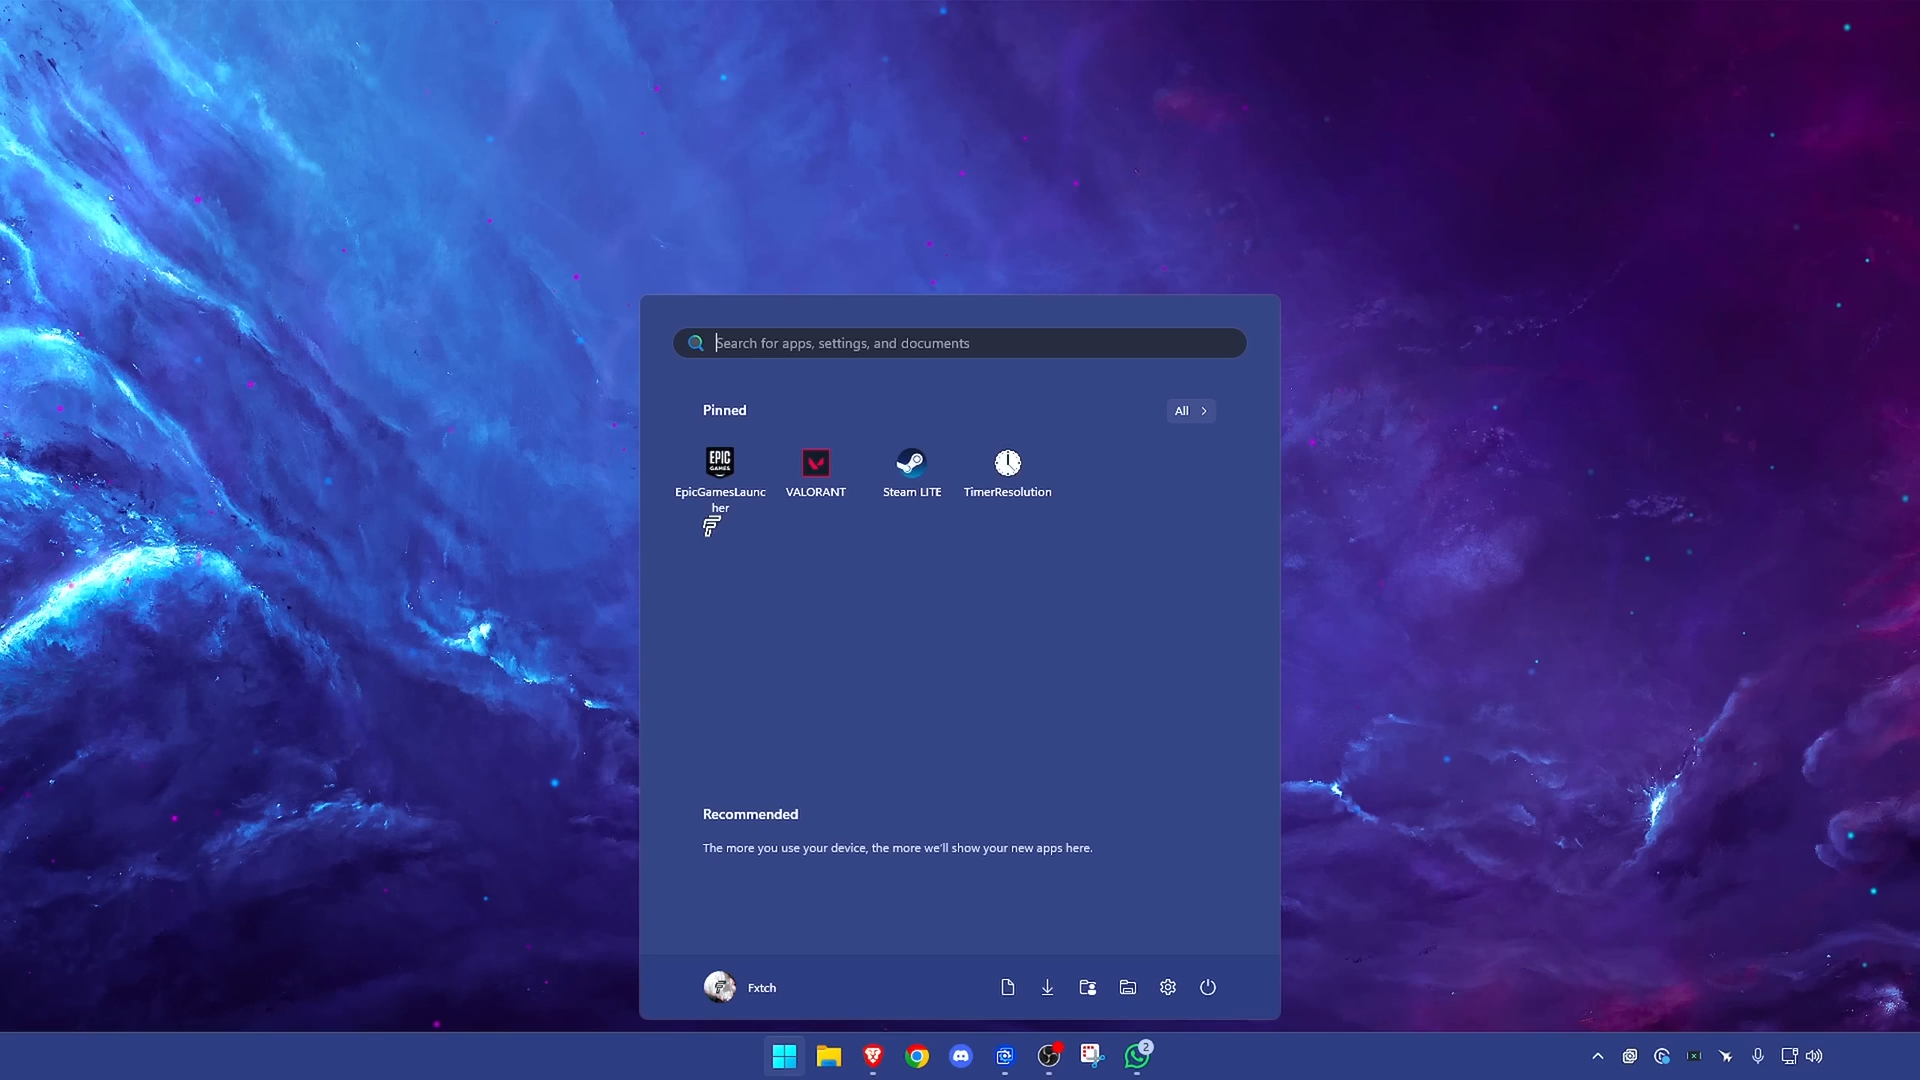 Search for apps, settings, and documents
Pinned
All
EPIC
GAMES
EpicGamesLaunc
her
VALORANT
Steam LITE
TimerResolution
Recommended
The more you use your device, the more we'll show your new apps here.
Fxtch
2